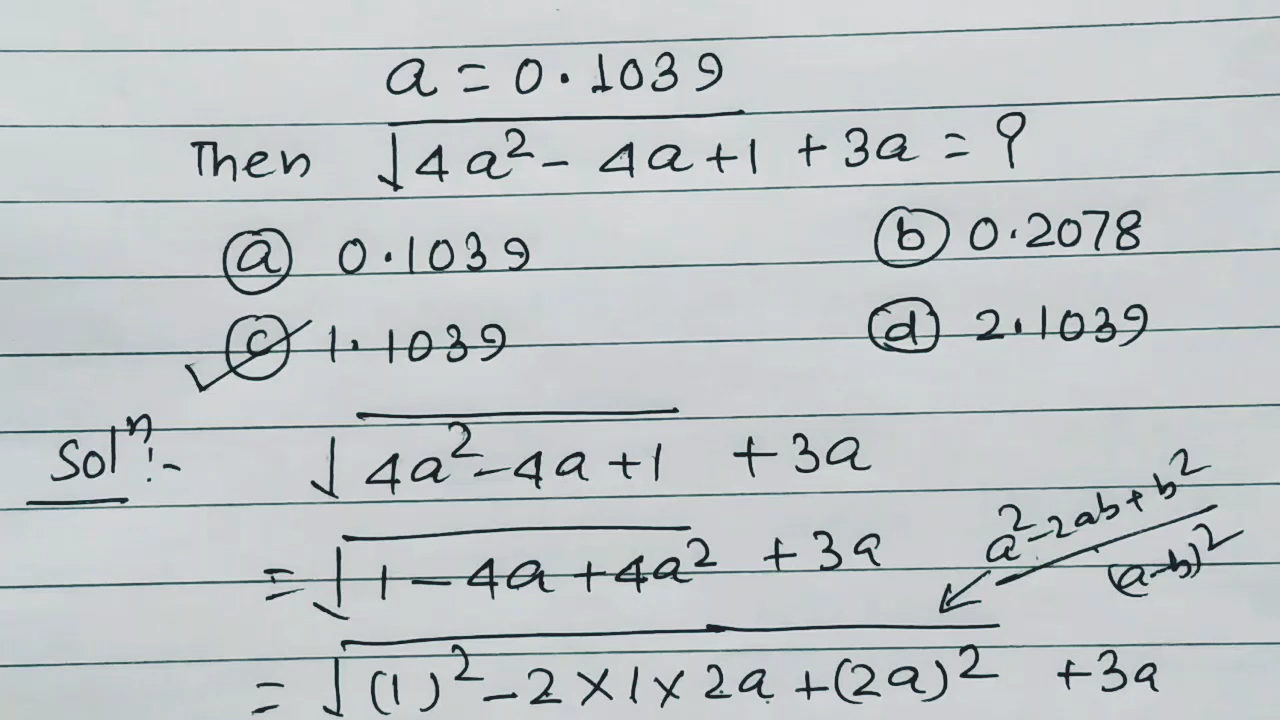 a = 0.1039
Then √4a² - 4a + 1 + 3a = ?
(a) 0.1039 (b) 0.2078
(c) 1.1039 (d) 2.1039
Solⁿ:- √4a² - 4a + 1 + 3a
= √1 - 4a + 4a² + 3a
a² - 2ab + b²
(a-b)²
= √(1)² - 2×1×2a + (2a)² + 3a